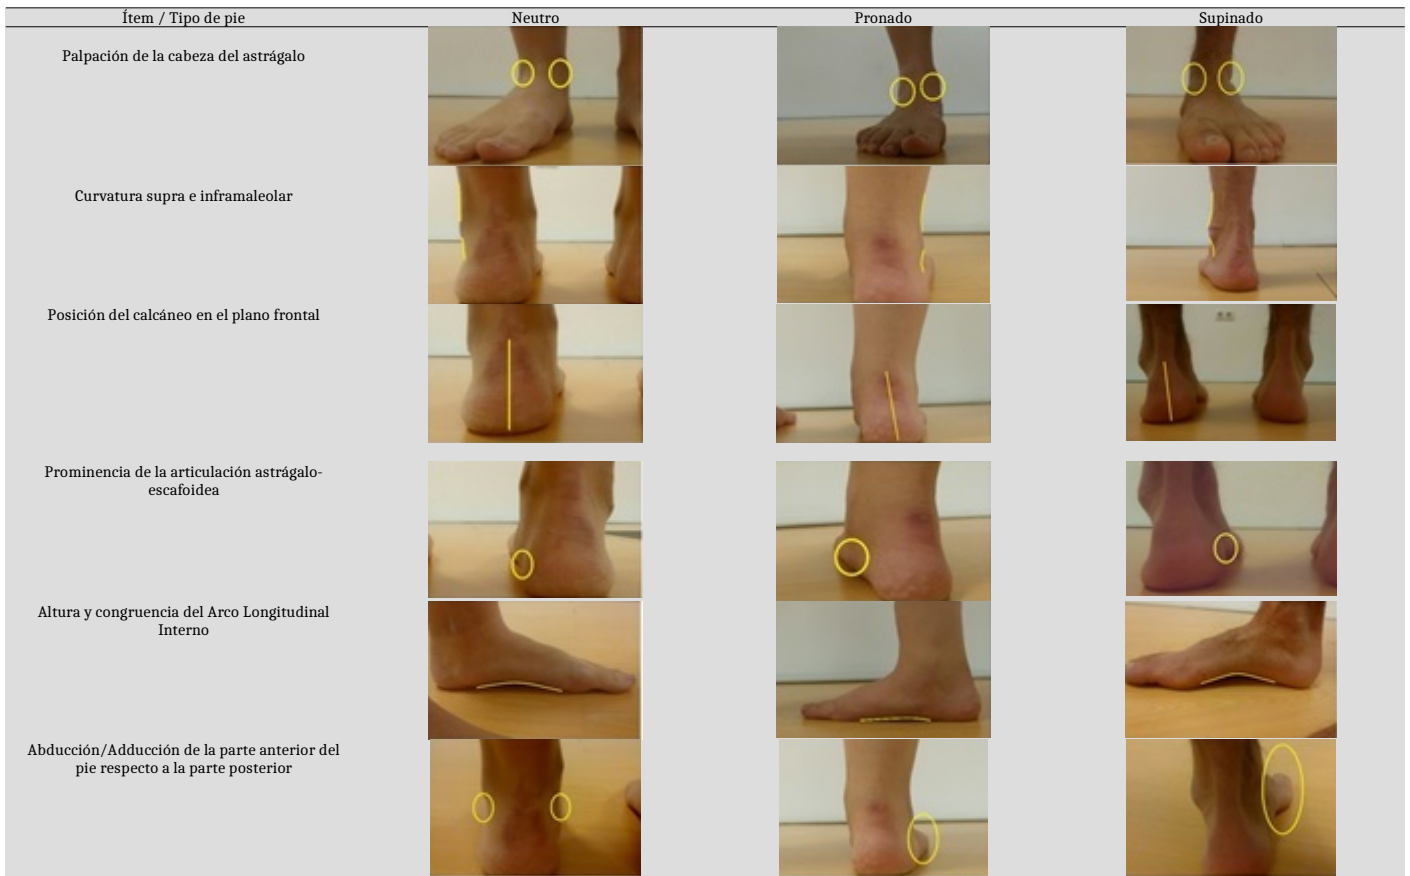 Ítem / Tipo de pie Neutro Pronado Supinado
Palpación de la cabeza del astrágalo
Curvatura supra e inframaleolar
Posición del calcáneo en el plano frontal
Prominencia de la articulación astrágalo-
escafoidea
Altura y congruencia del Arco Longitudinal
Interno
Abducción/Adducción de la parte anterior del
pie respecto a la parte posterior